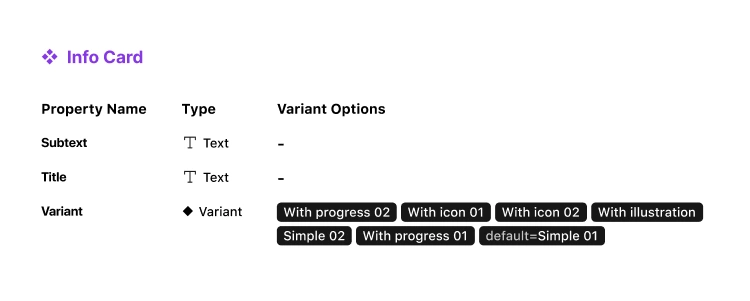 Info Card
Property Name Type Variant Options
Subtext Text -
Title Text -
Variant Variant With progress 02 With icon 01 With icon 02 With illustration
Simple 02 With progress 01 default=Simple 01